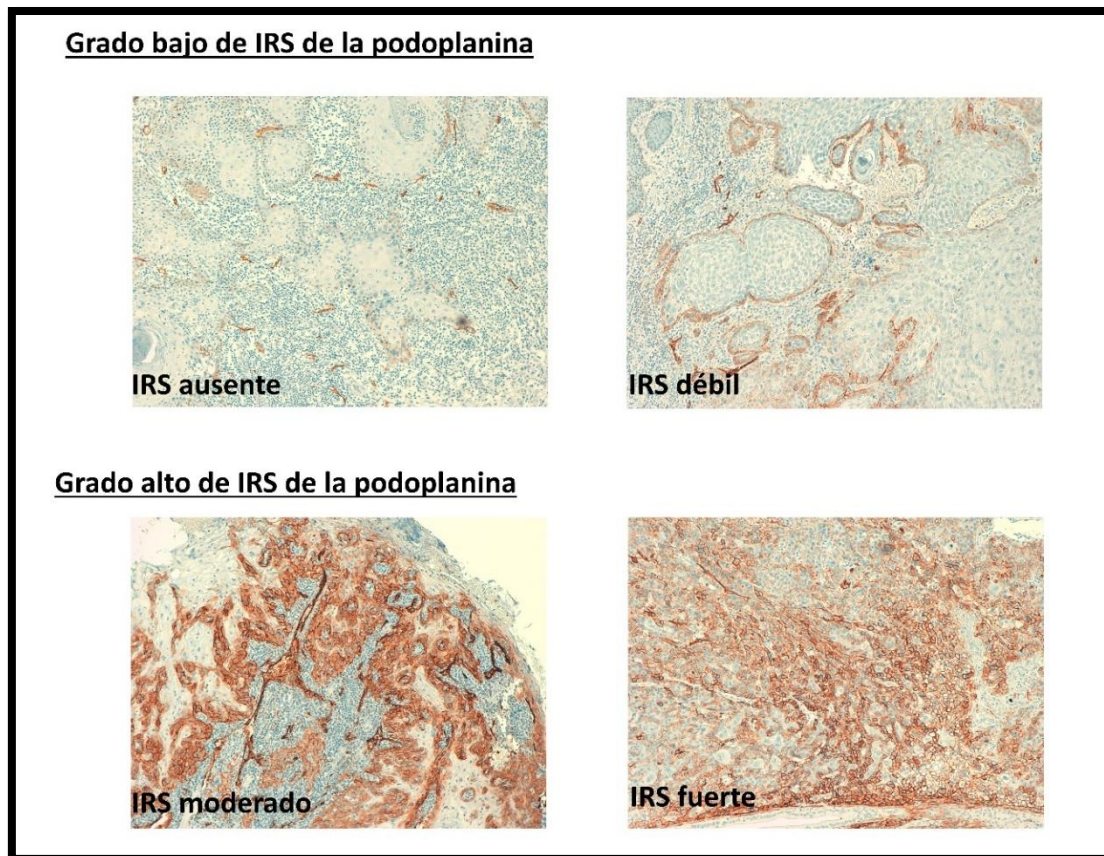 Grado bajo de IRS de la podoplanina
IRS ausente
IRS débil
Grado alto de IRS de la podoplanina
IRS moderado
IRS fuerte